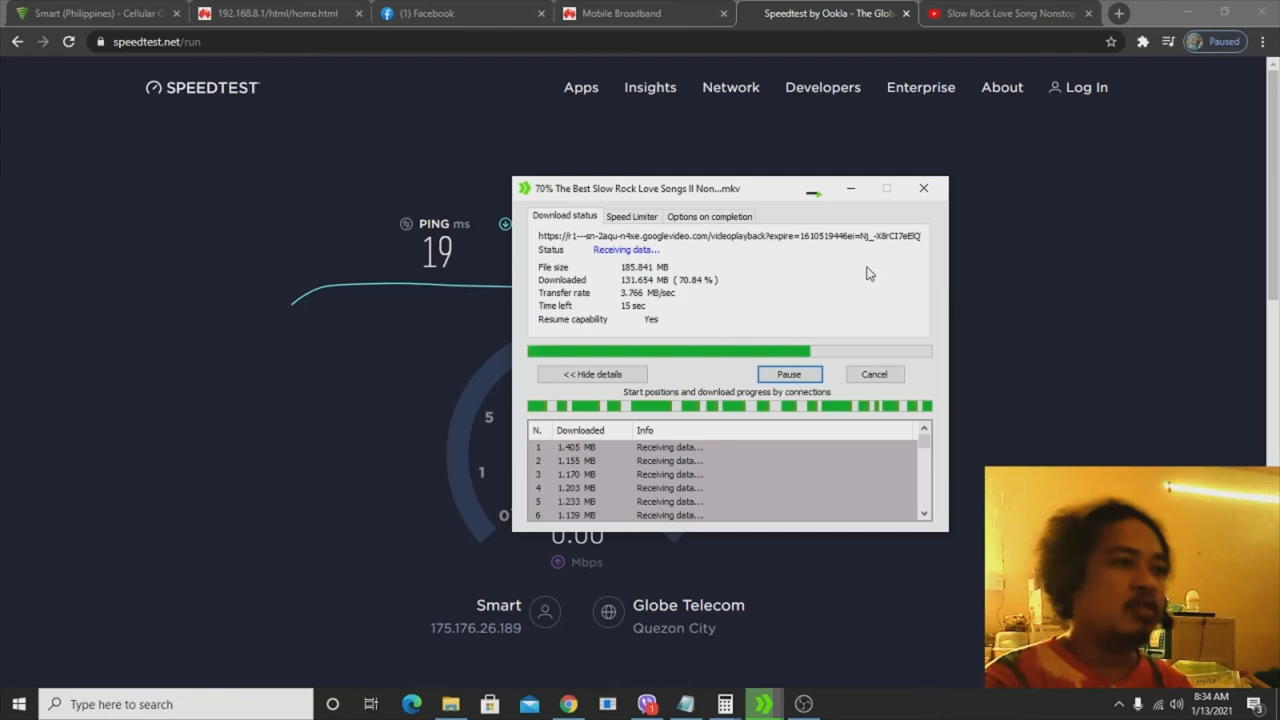 Smart (Philippines) - Cellular C
192.168.8.1/html/home.html
(1) Facebook
Mobile Broadband
Speedtest by Ookla - The Glob
Slow Rock Love Song Nonstop
speedtest.net/run
Paused
SPEEDTEST
Apps
Insights
Network
Developers
Enterprise
About
Log In
PING ms
19
70% The Best Slow Rock Love Songs II Non...mkv
Download status
Speed Limiter
Options on completion
Status Receiving data...
File size 185.841 MB
Downloaded 131.654 MB ( 70.84 % )
Transfer rate 3.766 MB/sec
Time left 15 sec
Resume capability Yes
<< Hide details
Pause
Cancel
Start positions and download progress by connections
N. Downloaded Info
1 1.405 MB Receiving data...
2 1.155 MB Receiving data...
3 1.170 MB Receiving data...
4 1.203 MB Receiving data...
5 1.233 MB Receiving data...
6 1.139 MB Receiving data...
5
1
0
0.00
Mbps
Smart
175.176.26.189
Globe Telecom
Quezon City
Type here to search
1
8:34 AM
1/13/2021
3